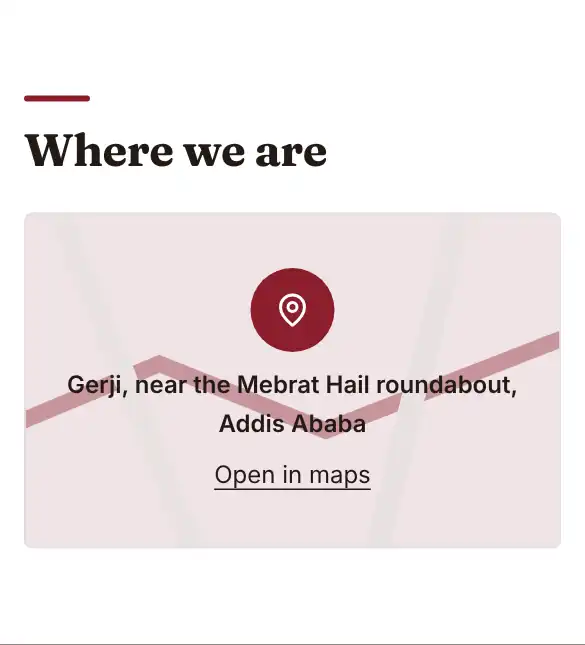 Where we are
Gerji, near the Mebrat Hail roundabout,
Addis Ababa
Open in maps